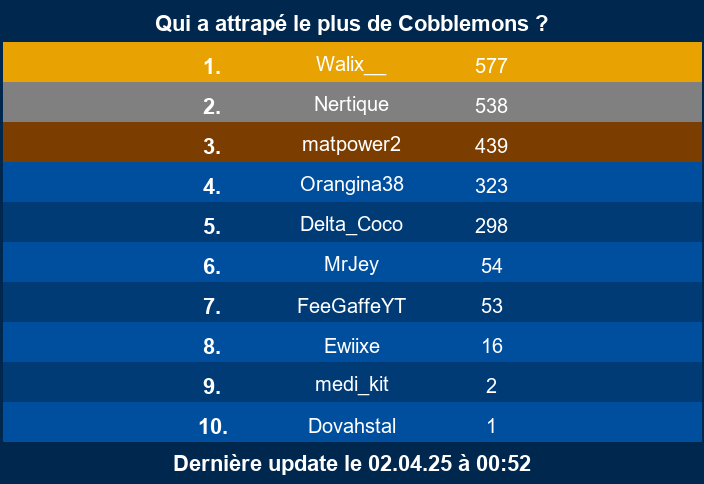 Qui a attrapé le plus de Cobblemons ?
1. Walix__ 577
2. Nertique 538
3. matpower2 439
4. Orangina38 323
5. Delta_Coco 298
6. MrJey 54
7. FeeGaffeYT 53
8. Ewiixe 16
9. medi_kit 2
10. Dovahstal 1
Dernière update le 02.04.25 à 00:52